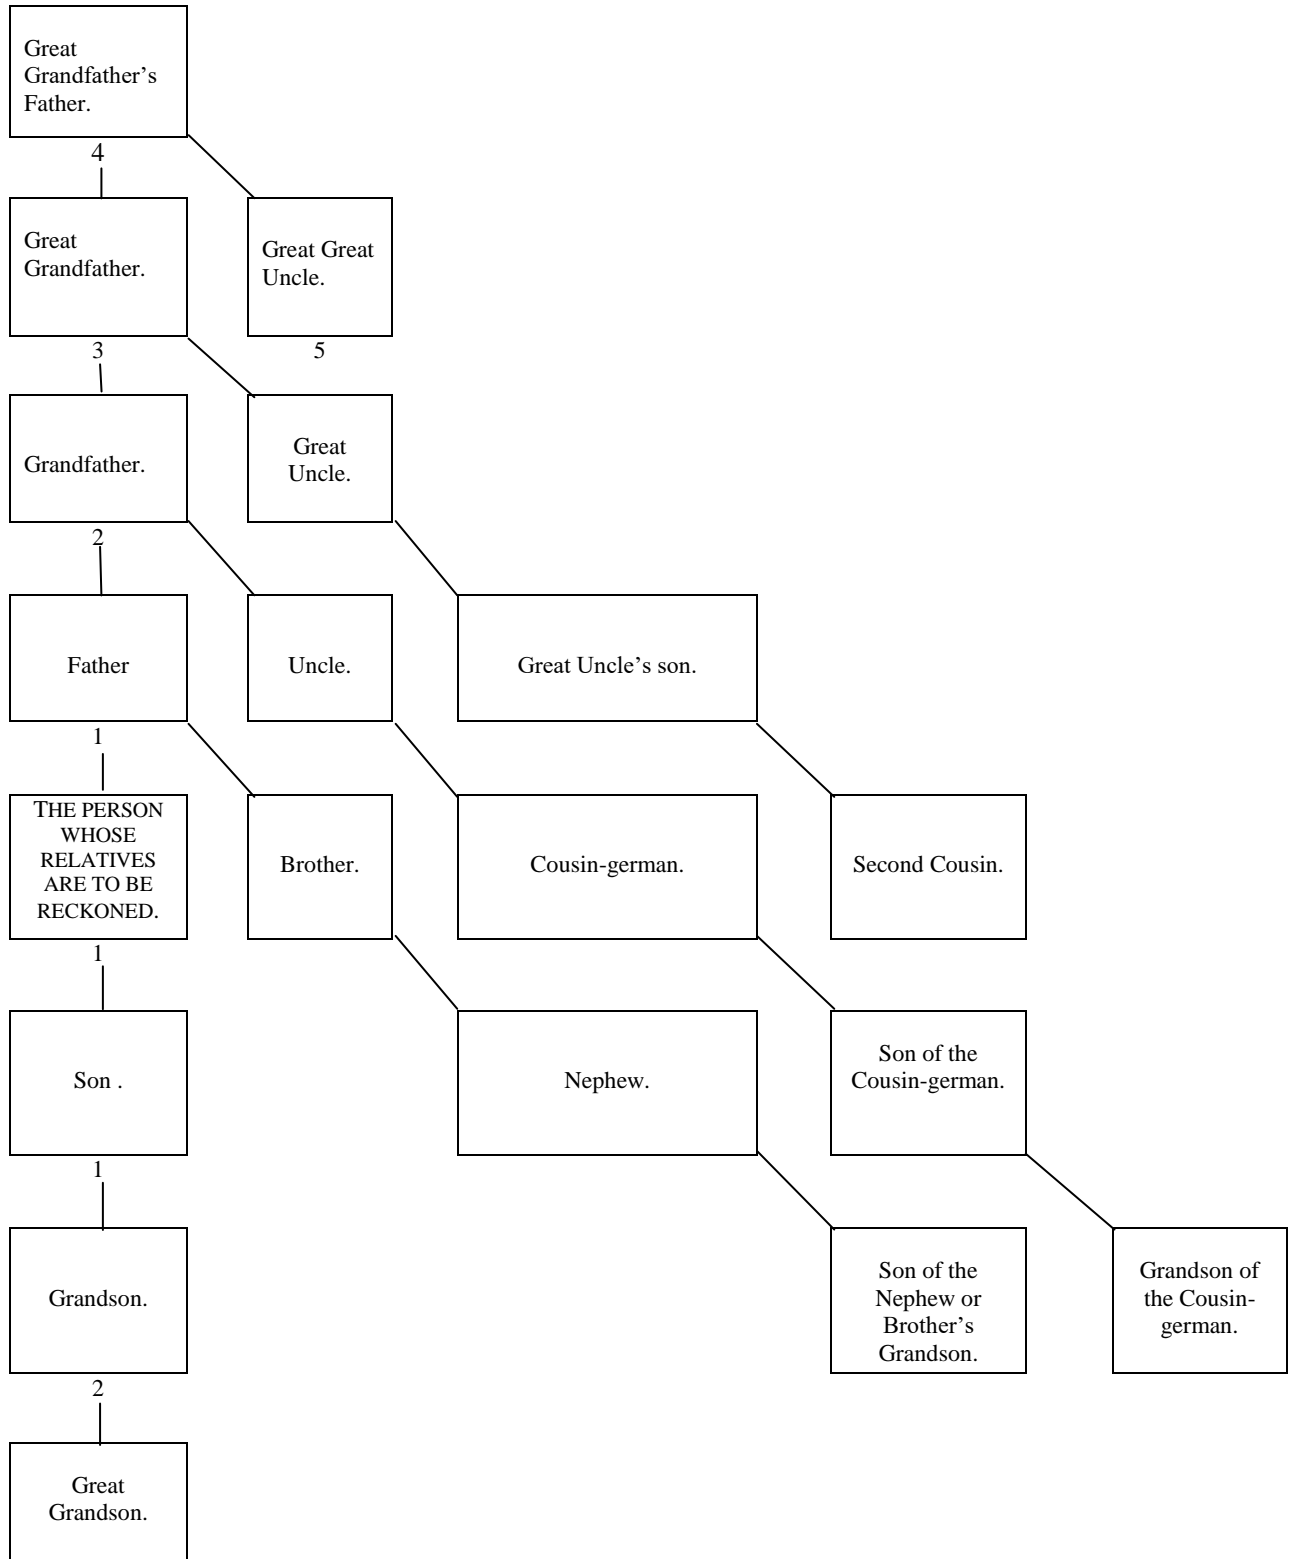 Great
Grandfather’s
Father.
4
Great
Grandfather.
Great Great
Uncle.
3
5
Grandfather.
Great
Uncle.
2
Father
Uncle.
Great Uncle’s son.
1
THE PERSON
WHOSE
RELATIVES
ARE TO BE
RECKONED.
Brother.
Cousin-german.
Second Cousin.
1
Son .
Nephew.
Son of the
Cousin-german.
1
Grandson.
Son of the
Nephew or
Brother’s
Grandson.
Grandson of
the Cousin-
german.
2
Great
Grandson.